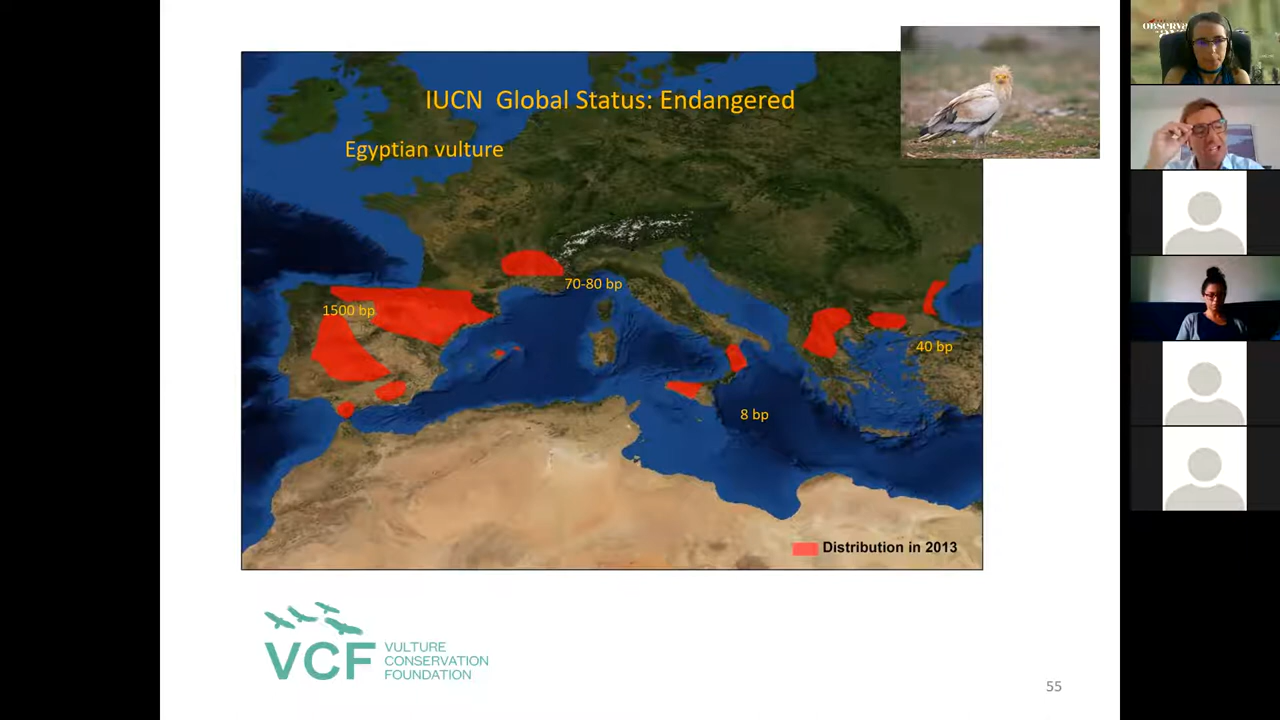 IUCN Global Status: Endangered
Egyptian vulture
70-80 bp
1500 bp
40 bp
8 bp
Distribution in 2013
VCF
VULTURE
CONSERVATION
FOUNDATION
55